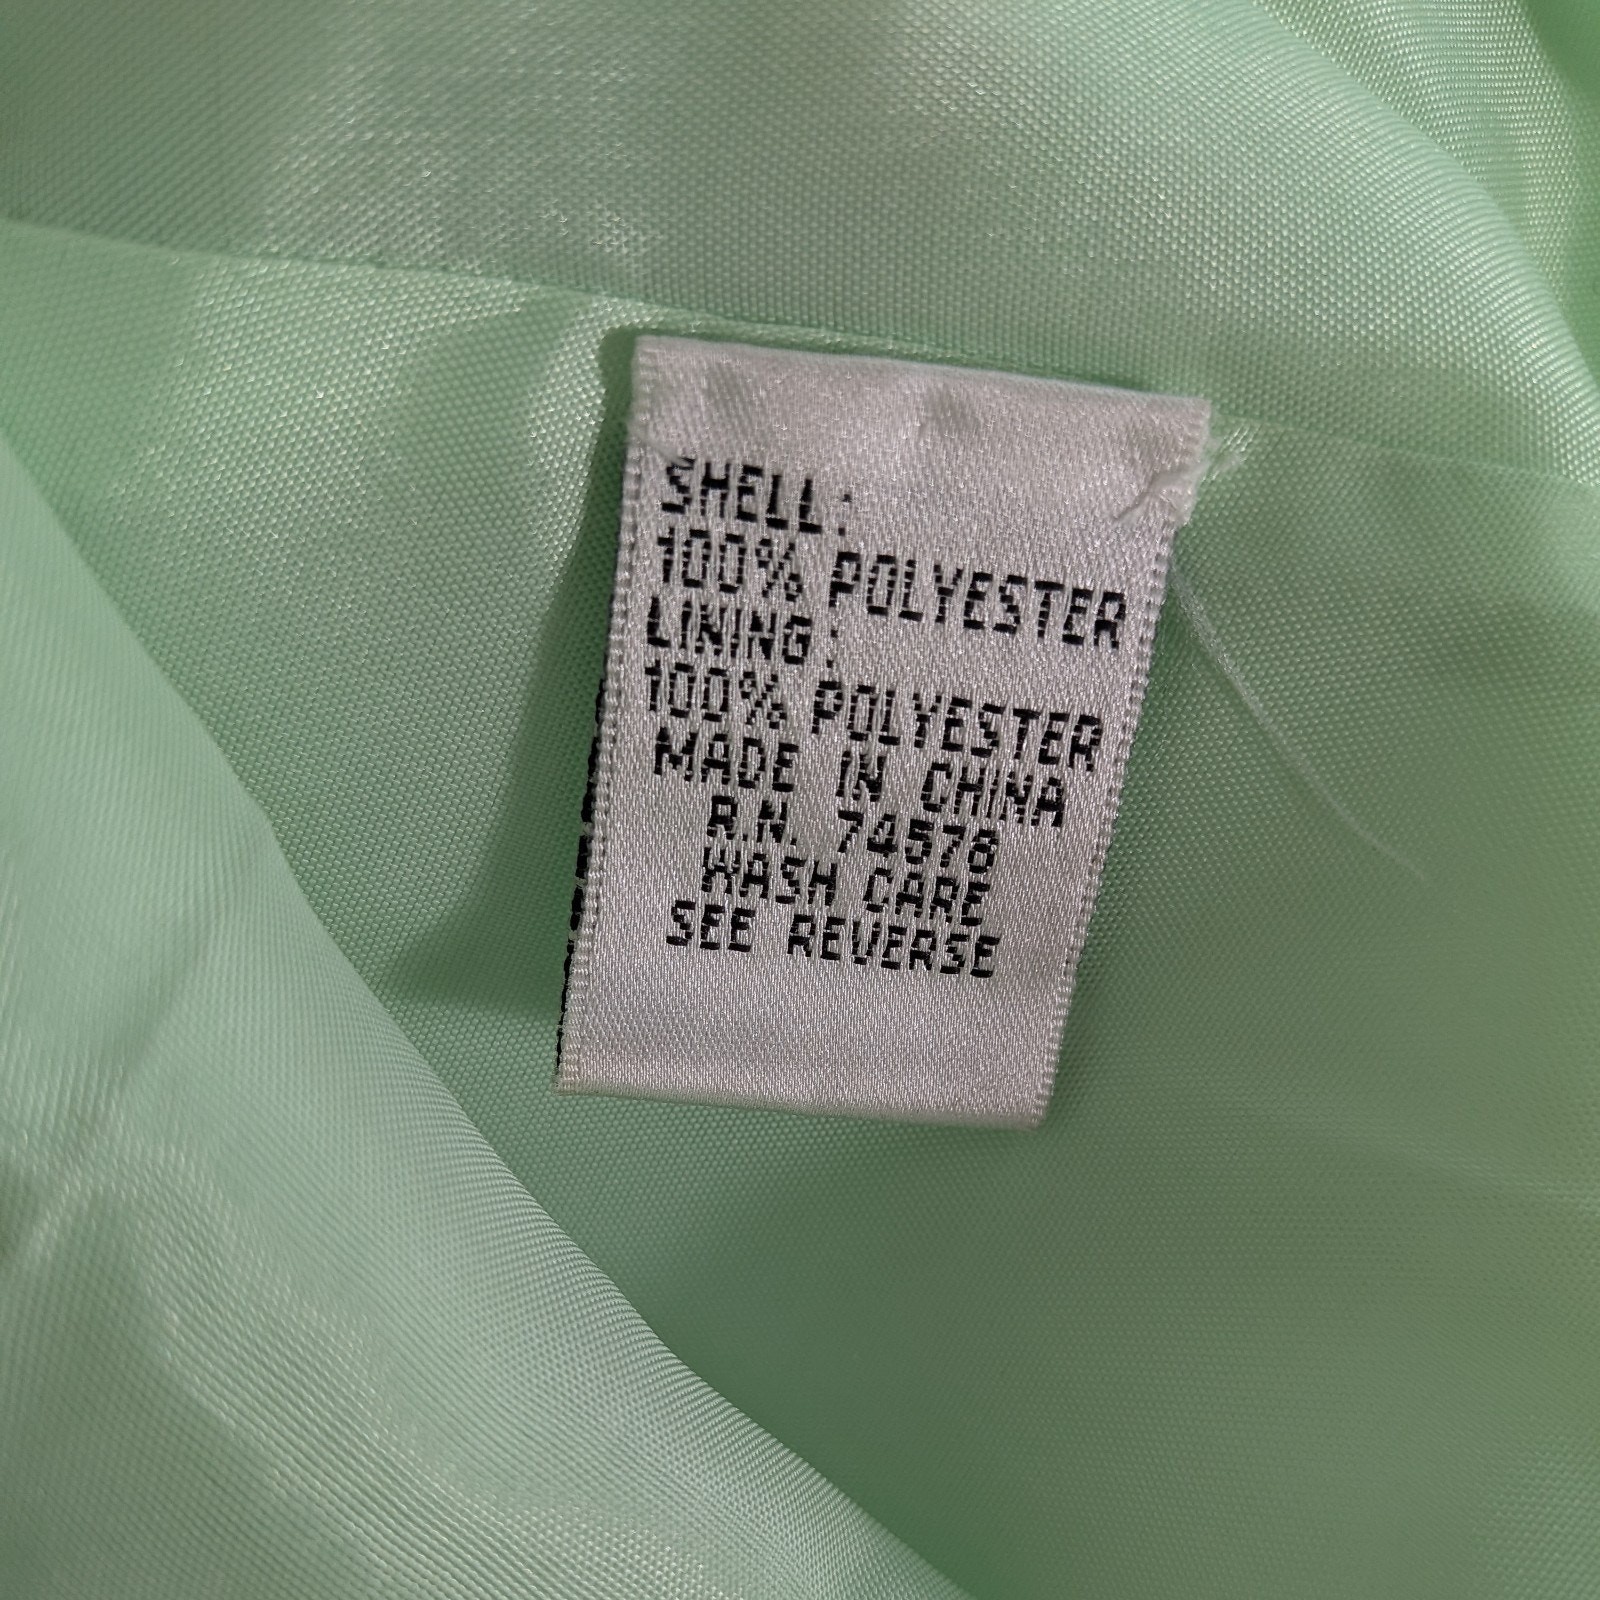 SHELL:
100% POLYESTER
LINING:
100% POLYESTER
MADE IN CHINA
R.N. 74578
WASH CARE
SEE REVERSE